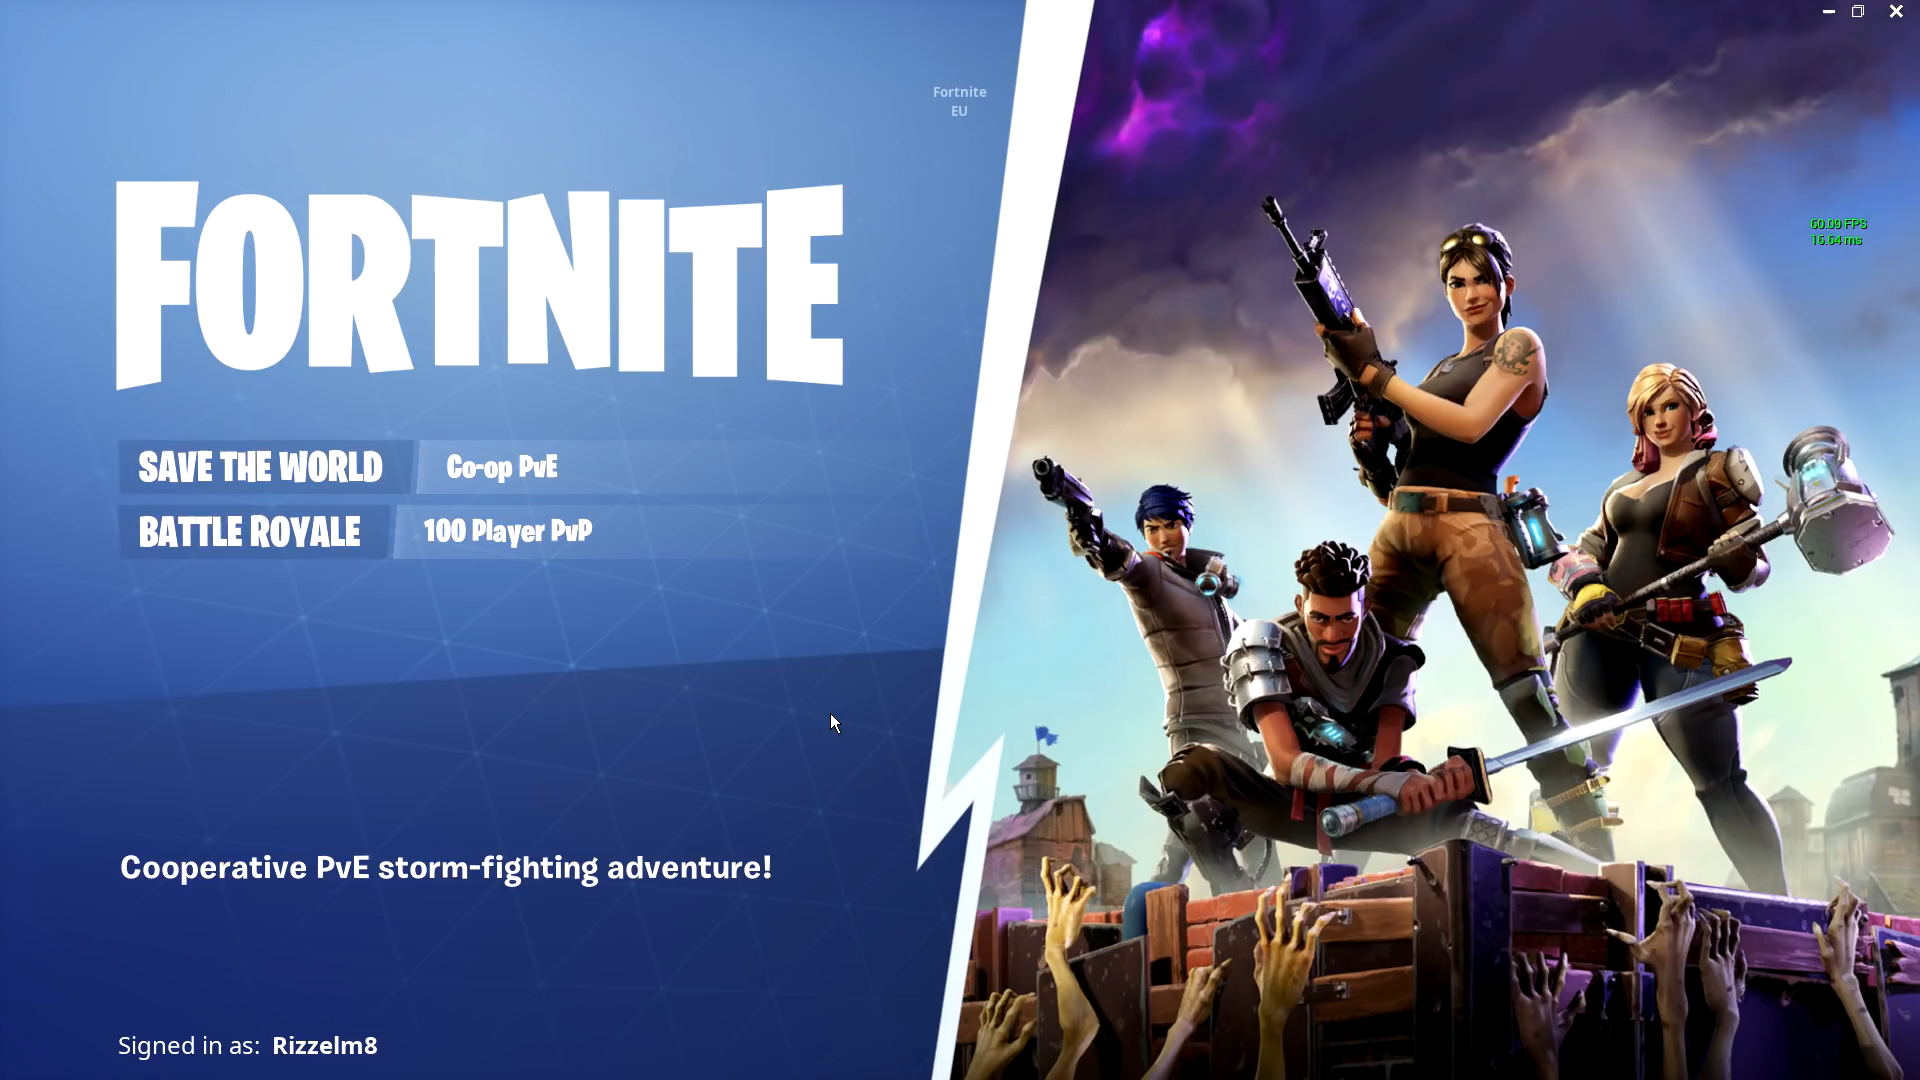 Fortnite
EU
FORTNITE
60.09 FPS
16.64 ms
SAVE THE WORLD Co-op PvE
BATTLE ROYALE 100 Player PvP
Cooperative PvE storm-fighting adventure!
Signed in as: Rizzelm8